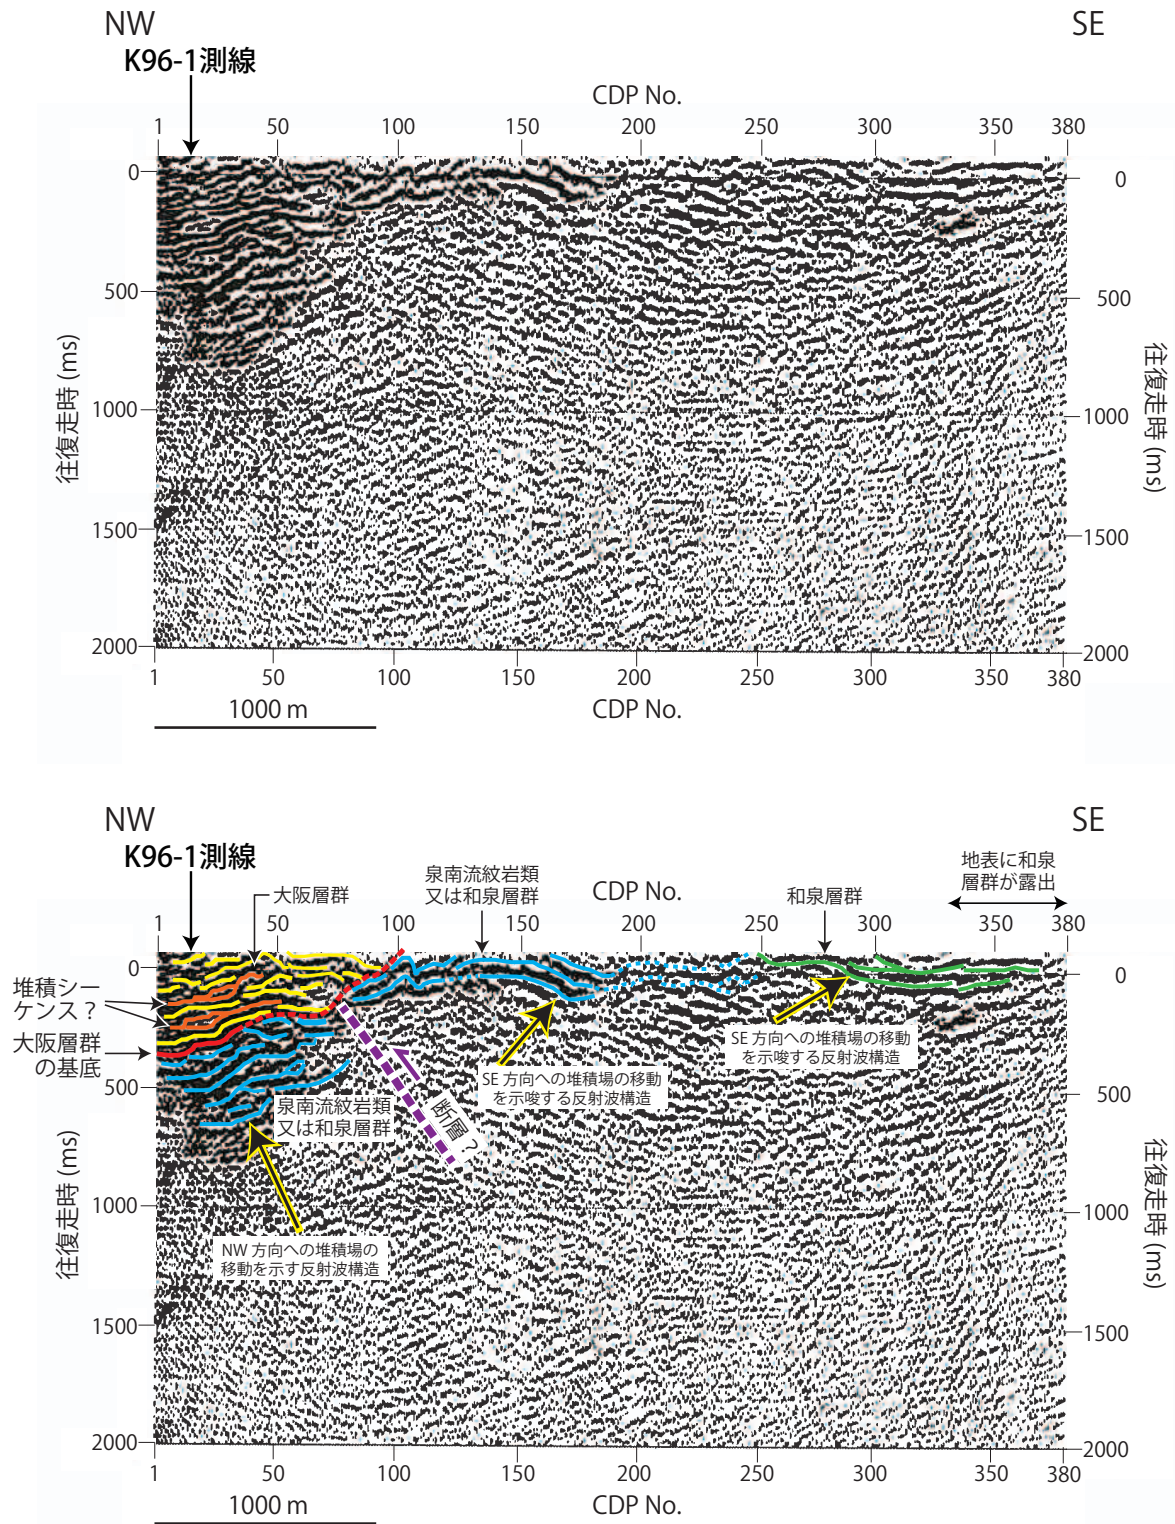 NW
SE
K96-1測線
CDP No.
1 50 100 150 200 250 300 350 380
0
0
500
500
1000
1000
往復走時 (ms)
往復走時 (ms)
1500
1500
2000
2000
1 50 100 150 200 250 300 350 380
1000 m
CDP No.
NW
SE
K96-1測線
大阪層群
泉南流紋岩類
又は和泉層群
CDP No.
和泉層群
地表に和泉
層群が露出
1 50 100 150 200 250 300 350 380
0
0
堆積シー
ケンス？
大阪層群
の基底
SE 方向への堆積場の移動
を示唆する反射波構造
SE 方向への堆積場の移動
を示唆する反射波構造
500
500
泉南流紋岩類
又は和泉層群
断層？
1000
1000
往復走時 (ms)
往復走時 (ms)
NW 方向への堆積場の
移動を示す反射波構造
1500
1500
2000
2000
1 50 100 150 200 250 300 350 380
1000 m
CDP No.